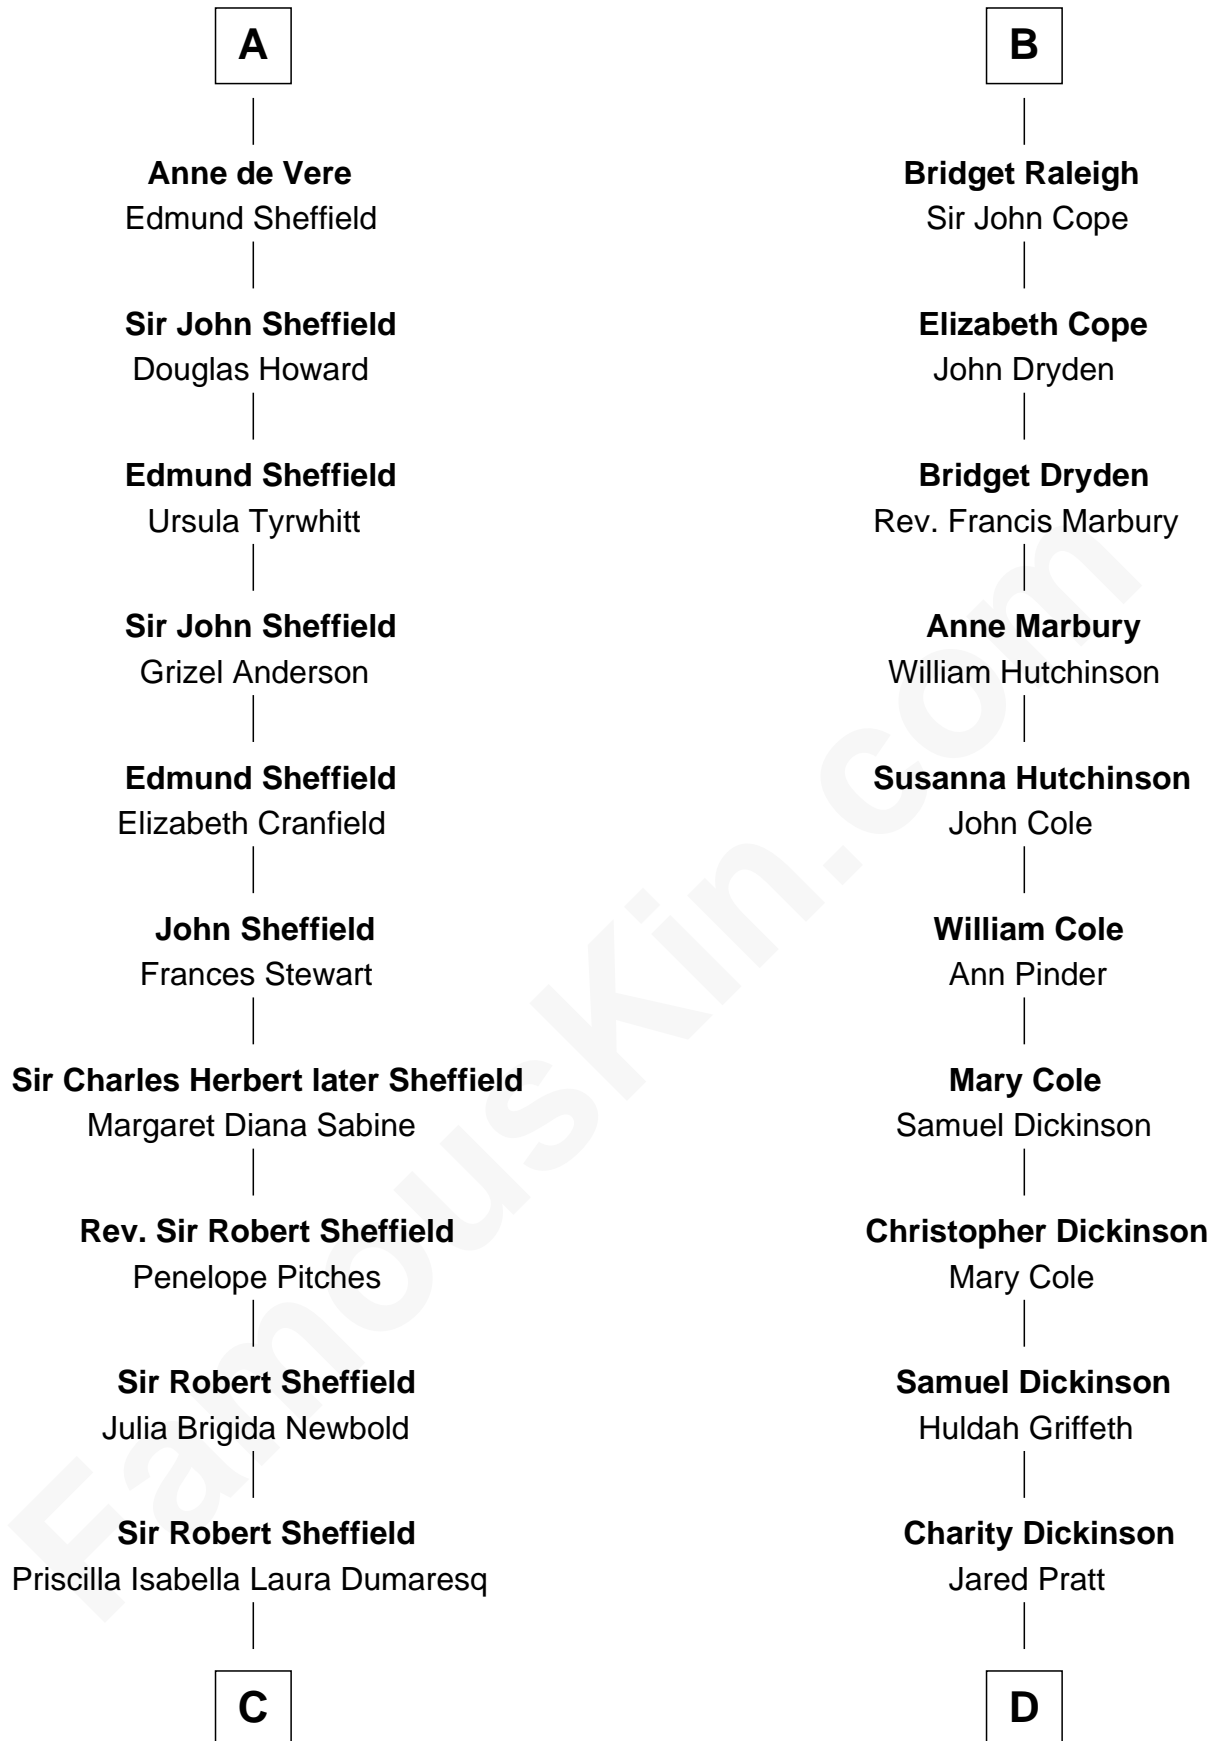 A
Anne de Vere
Edmund Sheffield
Sir John Sheffield
Douglas Howard
Edmund Sheffield
Ursula Tyrwhitt
Sir John Sheffield
Grizel Anderson
Edmund Sheffield
Elizabeth Cranfield
John Sheffield
Frances Stewart
Sir Charles Herbert later Sheffield
Margaret Diana Sabine
Rev. Sir Robert Sheffield
Penelope Pitches
Sir Robert Sheffield
Julia Brigida Newbold
Sir Robert Sheffield
Priscilla Isabella Laura Dumaresq
C
B
Bridget Raleigh
Sir John Cope
Elizabeth Cope
John Dryden
Bridget Dryden
Rev. Francis Marbury
Anne Marbury
William Hutchinson
Susanna Hutchinson
John Cole
William Cole
Ann Pinder
Mary Cole
Samuel Dickinson
Christopher Dickinson
Mary Cole
Samuel Dickinson
Huldah Griffeth
Charity Dickinson
Jared Pratt
D
FamousKin.com